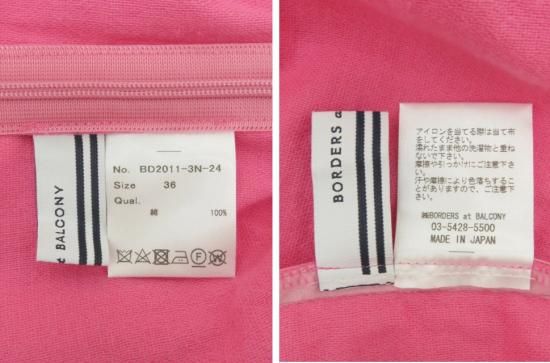 at BALCONY
No. BD2011-3N-24
Size 36
Qual.
綿 100%
BORDERS a
アイロンを当てる際は当て布
をしてください。
濡れたまま他の洗濯物と重ね
ないで下さい。
摩擦や引っかけにご注意下
さい。
汗や摩擦により色落ちするこ
とがありますので、ご注意
ください。
㈱BORDERS at BALCONY
03-5428-5500
MADE IN JAPAN